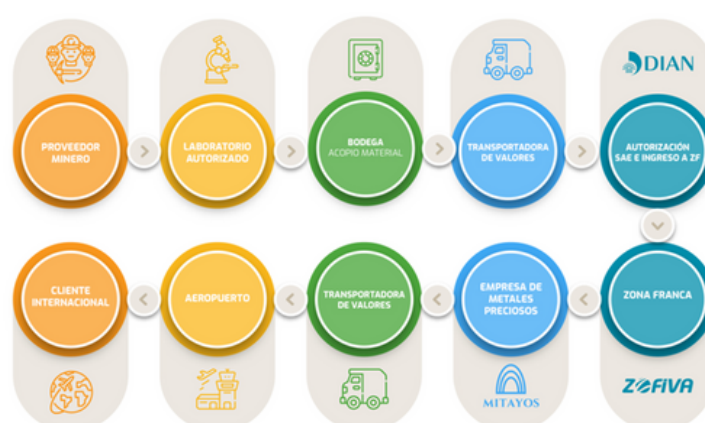 DIAN
PROVEEDOR
MINERO
LABORATORIO
AUTORIZADO
BODEGA
ACOPIO MATERIAL
TRANSPORTADORA
DE VALORES
AUTORIZACIÓN
SAE E INGRESO A ZF
CLIENTE
INTERNACIONAL
AEROPUERTO
TRANSPORTADORA
DE VALORES
EMPRESA DE
METALES
PRECIOSOS
ZONA FRANCA
MITAYOS
ZOFIVA